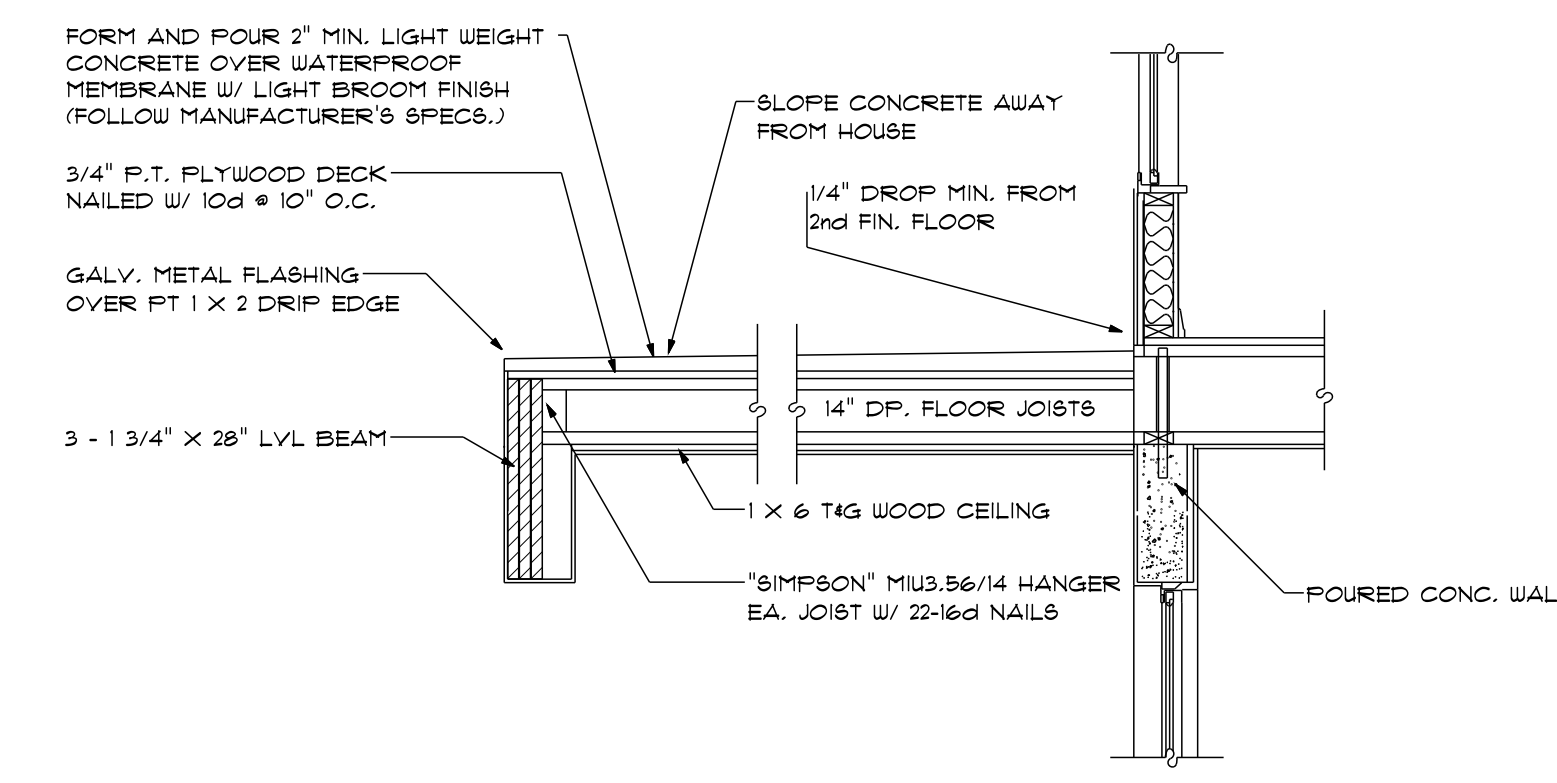 FORM AND POUR 2" MIN. LIGHT WEIGHT
CONCRETE OVER WATERPROOF
MEMBRANE W/ LIGHT BROOM FINISH
(FOLLOW MANUFACTURER'S SPECS.)
SLOPE CONCRETE AWAY
FROM HOUSE
3/4" P.T. PLYWOOD DECK
NAILED W/ 10d @ 10" O.C.
1/4" DROP MIN. FROM
2nd FIN. FLOOR
GALV. METAL FLASHING
OVER PT 1 X 2 DRIP EDGE
14" DP. FLOOR JOISTS
3 - 1 3/4" X 28" LVL BEAM
1 X 6 T&G WOOD CEILING
"SIMPSON" MIU3.56/14 HANGER
EA. JOIST W/ 22-16d NAILS
POURED CONC. WAL